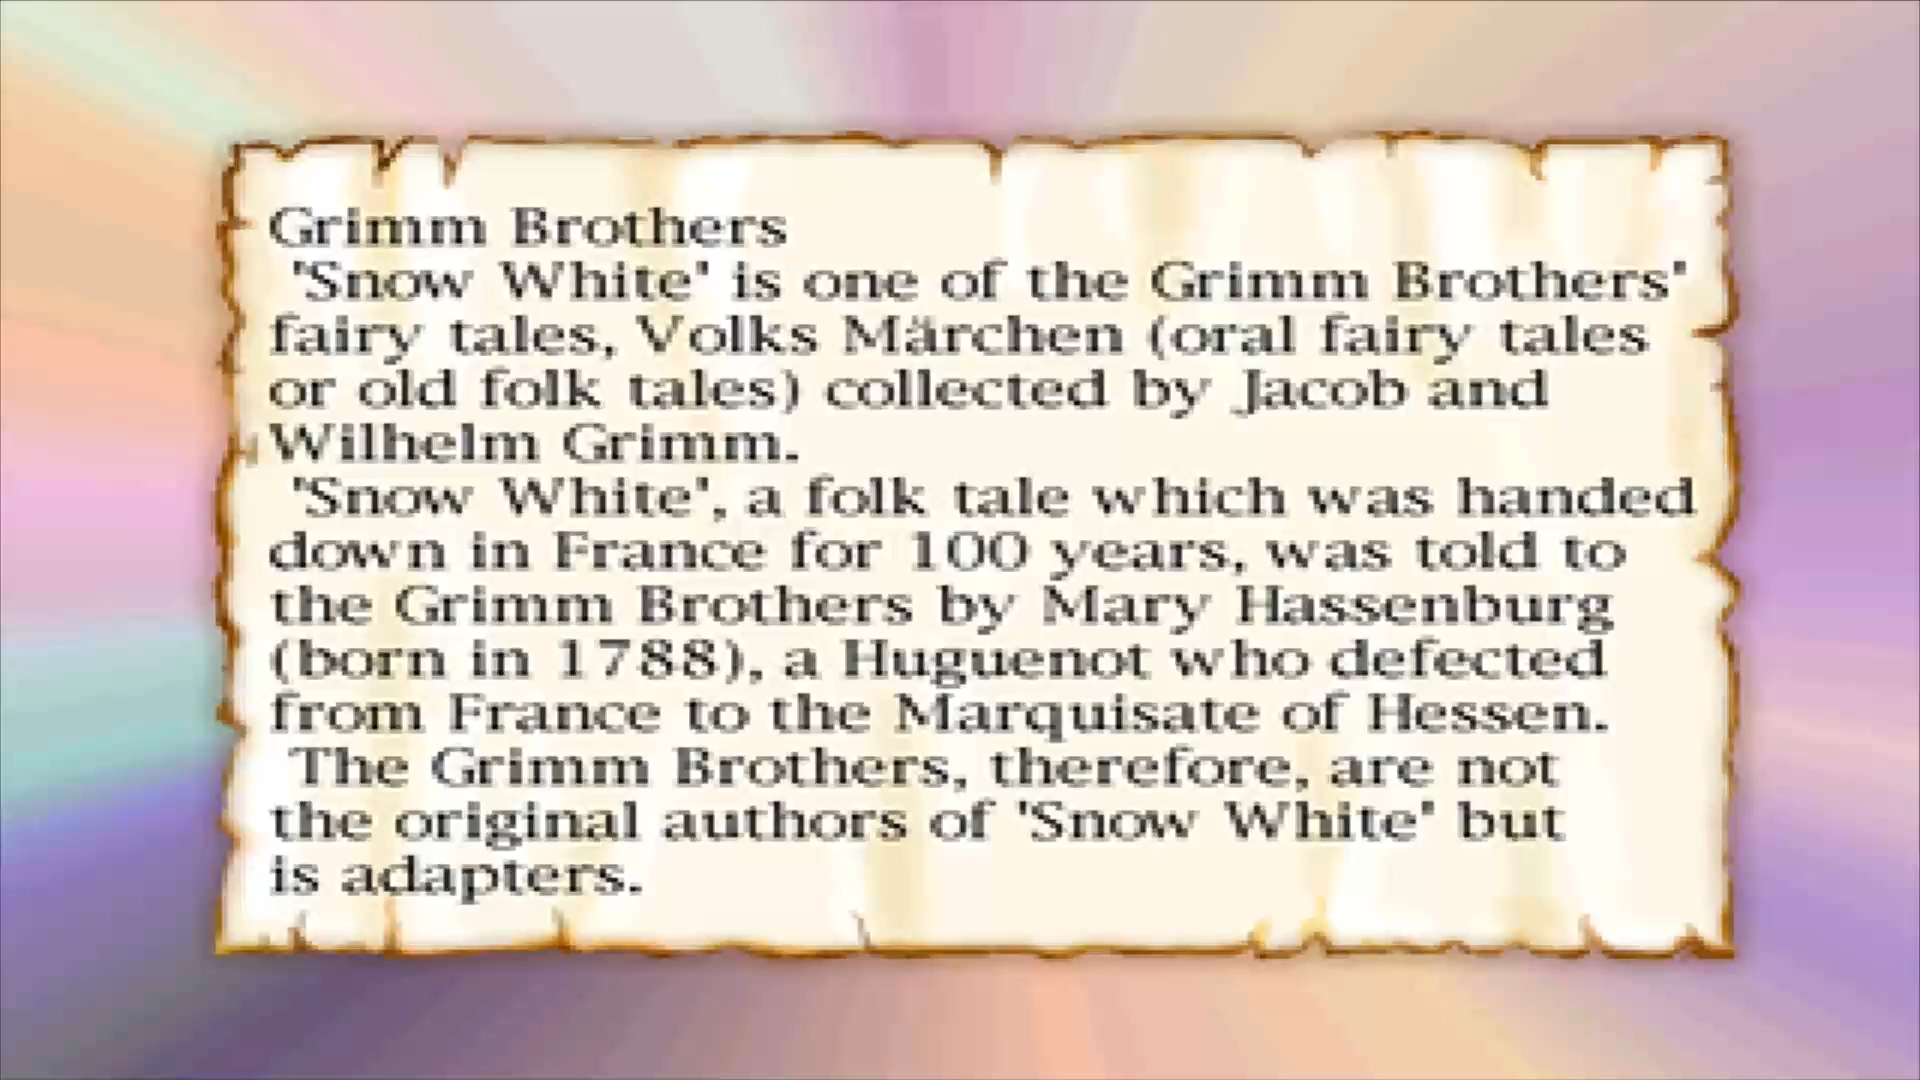 Grimm Brothers
'Snow White' is one of the Grimm Brothers'
fairy tales, Volks Märchen (oral fairy tales
or old folk tales) collected by Jacob and
Wilhelm Grimm.
'Snow White', a folk tale which was handed
down in France for 100 years, was told to
the Grimm Brothers by Mary Hassenburg
(born in 1788), a Huguenot who defected
from France to the Marquisate of Hessen.
The Grimm Brothers, therefore, are not
the original authors of 'Snow White' but
is adapters.